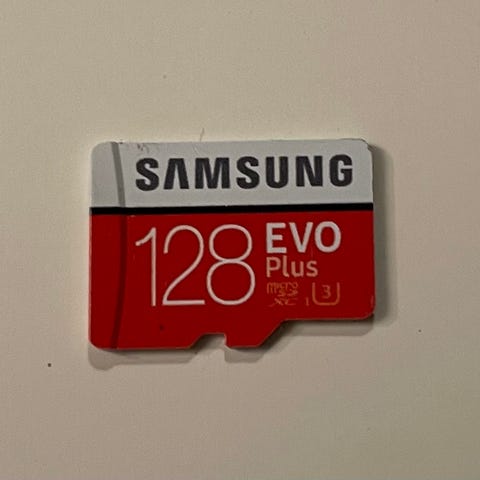 SAMSUNG
128
EVO
Plus
micro
SD
XC I 3